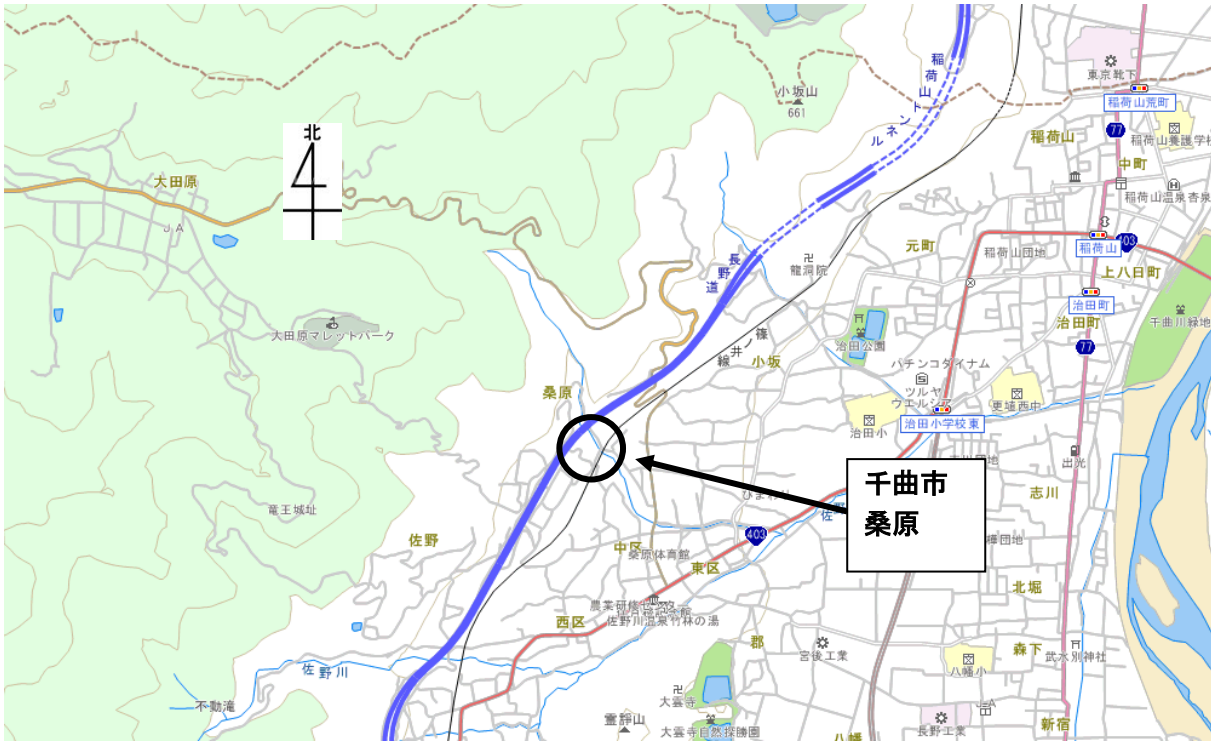 東京靴下
稲荷山荒町
小坂山
661
稲荷山トンネル
77
稲荷山
稲荷山養護学校
中町
北
大田原
JA
稲荷山温泉杏泉
元町
稲荷山団地
稲荷山
403
上八日町
長野道
龍洞院
治田町
治田町
千曲川緑地
大田原マレットパーク
篠ノ井線
小坂
治田公園
77
パチンコダイナム
ツルヤ
ウエルシア
更埴西中
桑原
治田小
治田小学校東
出光
千曲市
桑原
志川
竜王城址
佐野
403
中区
桑原体育館
東区
北堀
佐野川温泉竹林の湯
西区
郡
宮後工業
森下
武水別神社
八幡小
佐野川
不動滝
大雲寺
霊諍山
大雲寺自然探勝園
八幡
長野工業
JA
新宿